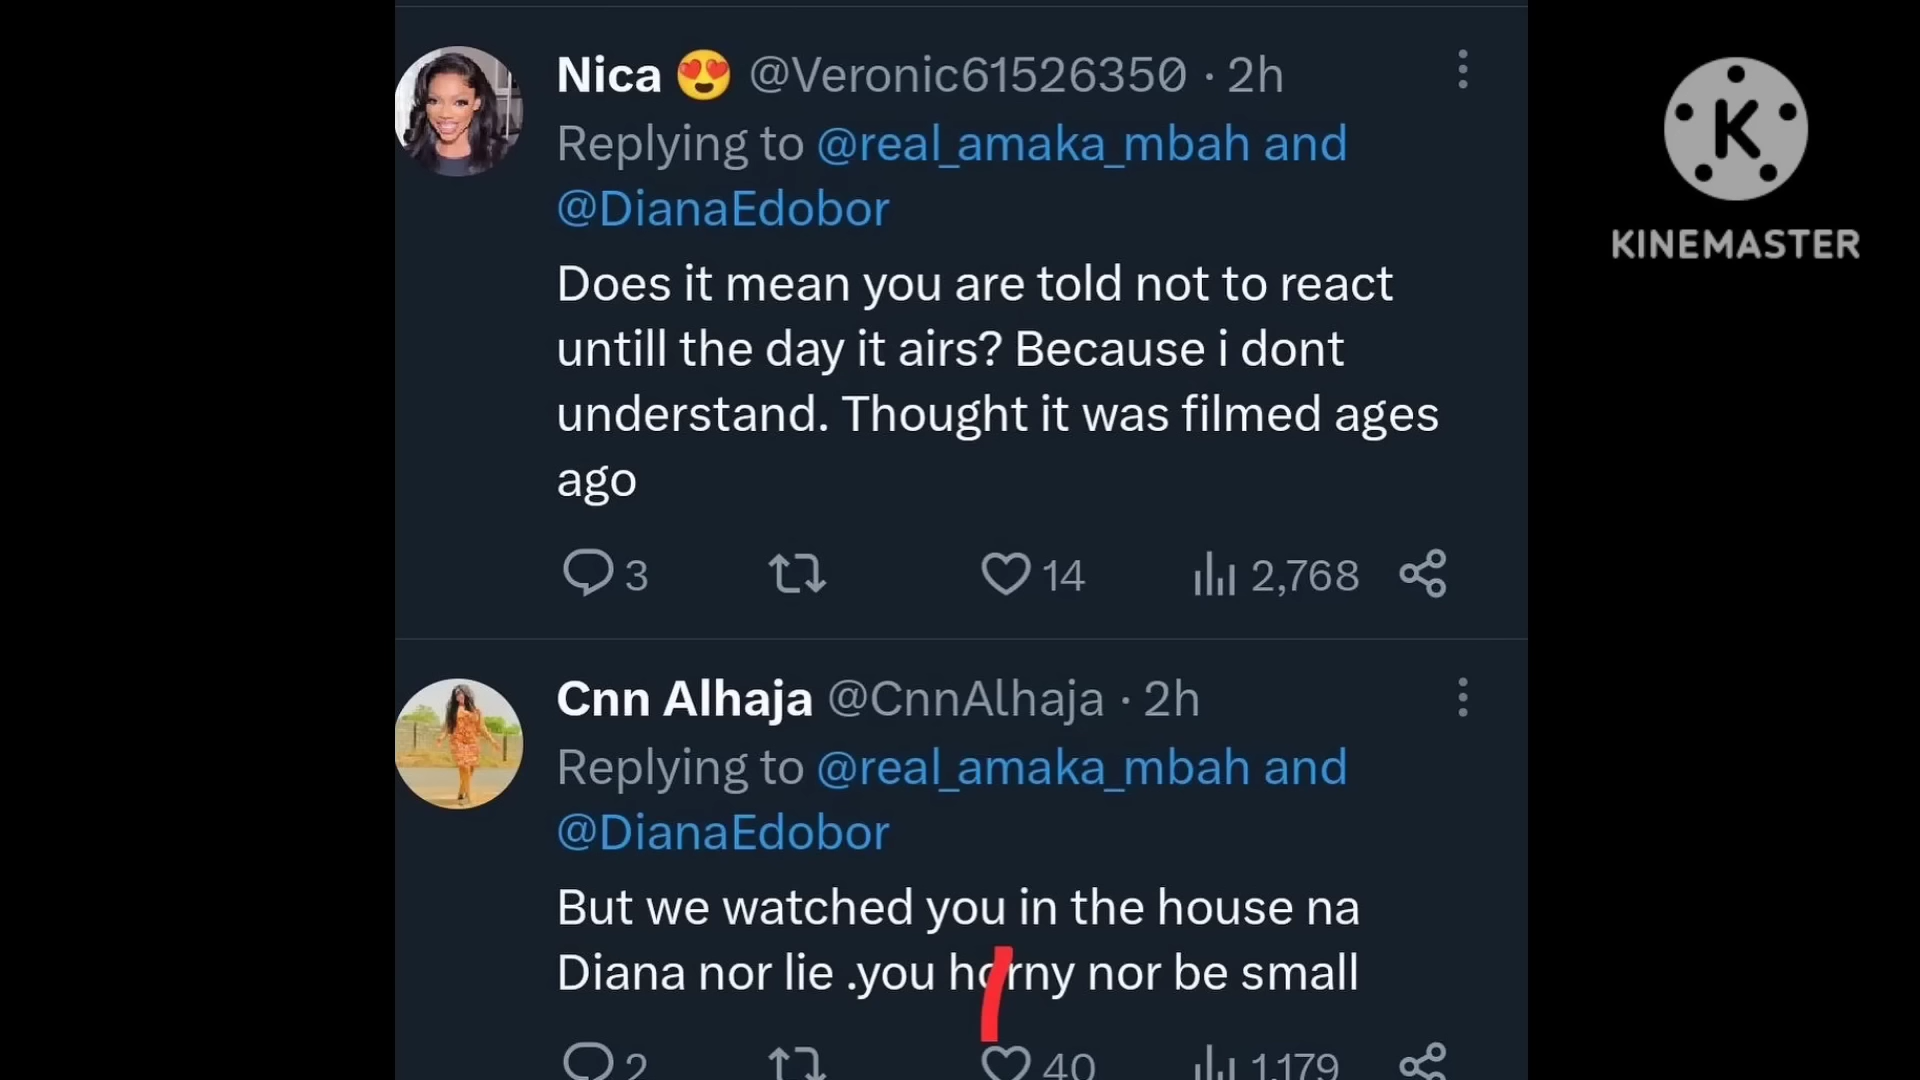 Nica 😍 @Veronic61526350 · 2h
Replying to @real_amaka_mbah and
@DianaEdobor
Does it mean you are told not to react
untill the day it airs? Because i dont
understand. Thought it was filmed ages
ago
3 14 2,768
Cnn Alhaja @CnnAlhaja · 2h
Replying to @real_amaka_mbah and
@DianaEdobor
But we watched you in the house na
Diana nor lie .you horny nor be small
2 40 1,179
K
KINEMASTER